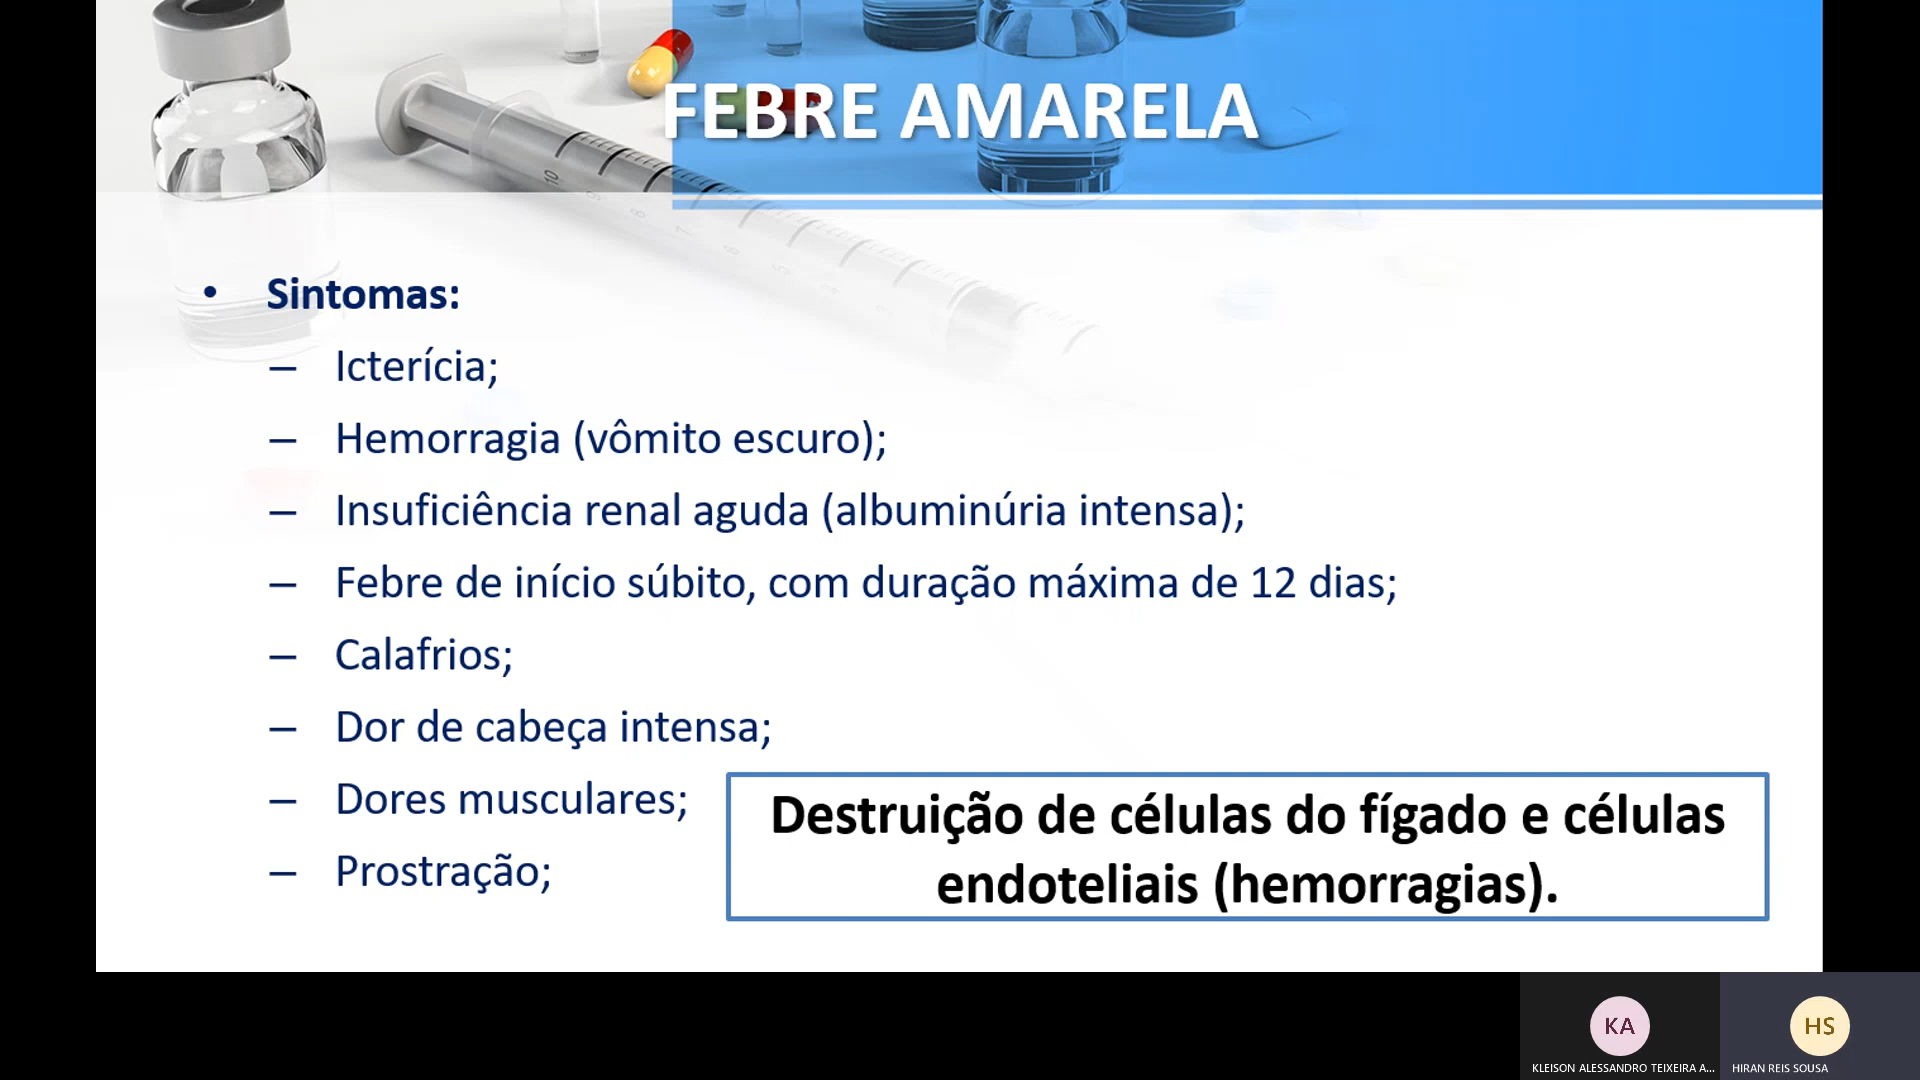 FEBRE AMARELA
• Sintomas:
– Icterícia;
– Hemorragia (vômito escuro);
– Insuficiência renal aguda (albuminúria intensa);
– Febre de início súbito, com duração máxima de 12 dias;
– Calafrios;
– Dor de cabeça intensa;
– Dores musculares;
– Prostração;
Destruição de células do fígado e células
endoteliais (hemorragias).
KA
HS
KLEISON ALESSANDRO TEIXEIRA A...
HIRAN REIS SOUSA